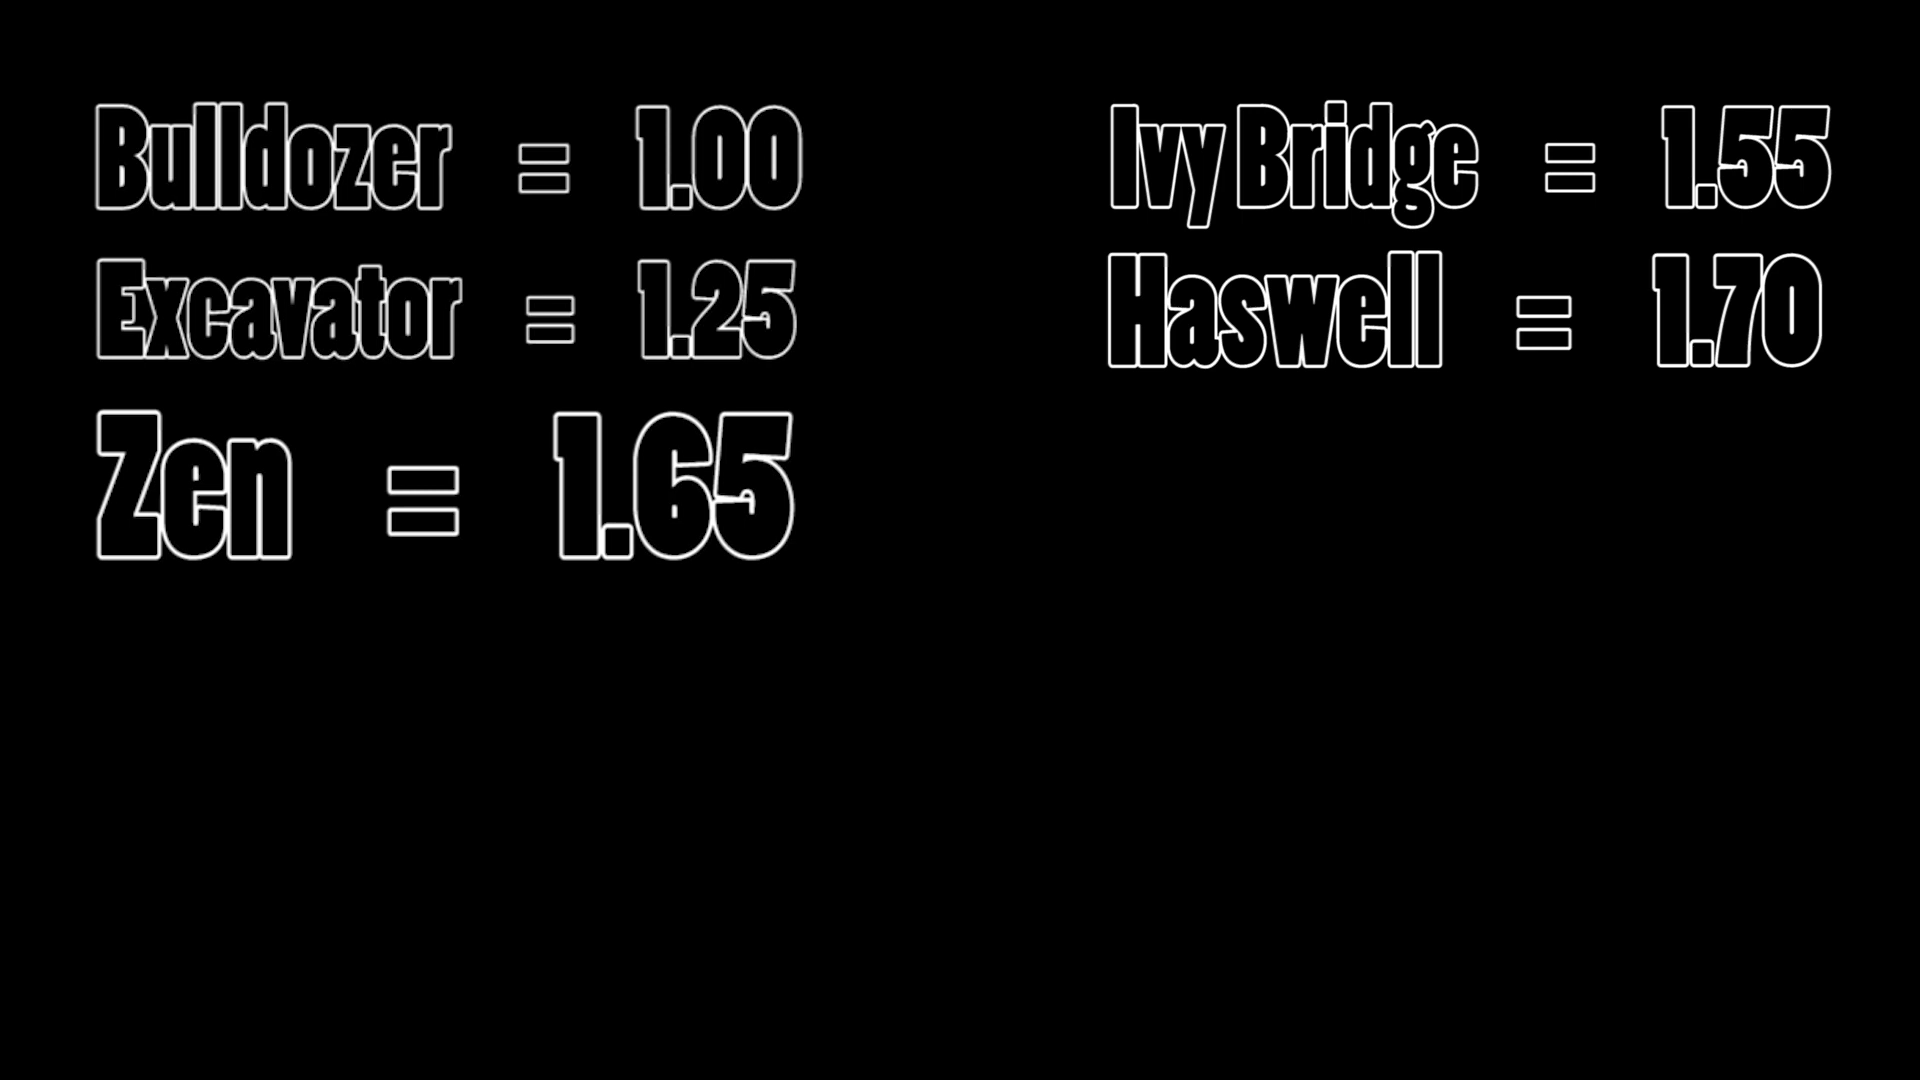 Bulldozer = 1.00
Excavator = 1.25
Zen = 1.65
Ivy Bridge = 1.55
Haswell = 1.70